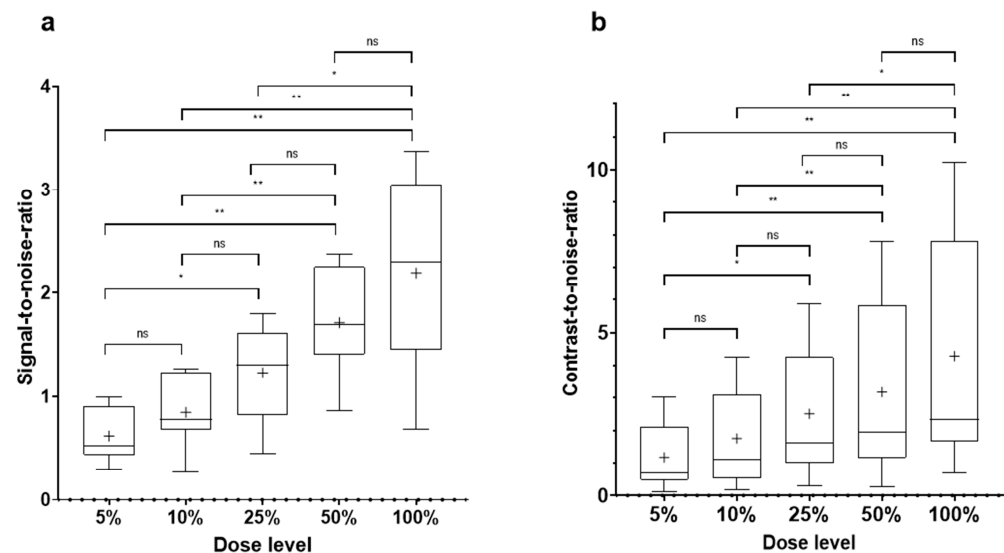 a
ns
*
**
**
ns
**
**
ns
*
ns
4
3
2
1
0
Signal-to-noise-ratio
5% 10% 25% 50% 100%
Dose level
b
ns
*
**
**
ns
**
**
ns
*
ns
10
5
0
Contrast-to-noise-ratio
5% 10% 25% 50% 100%
Dose level